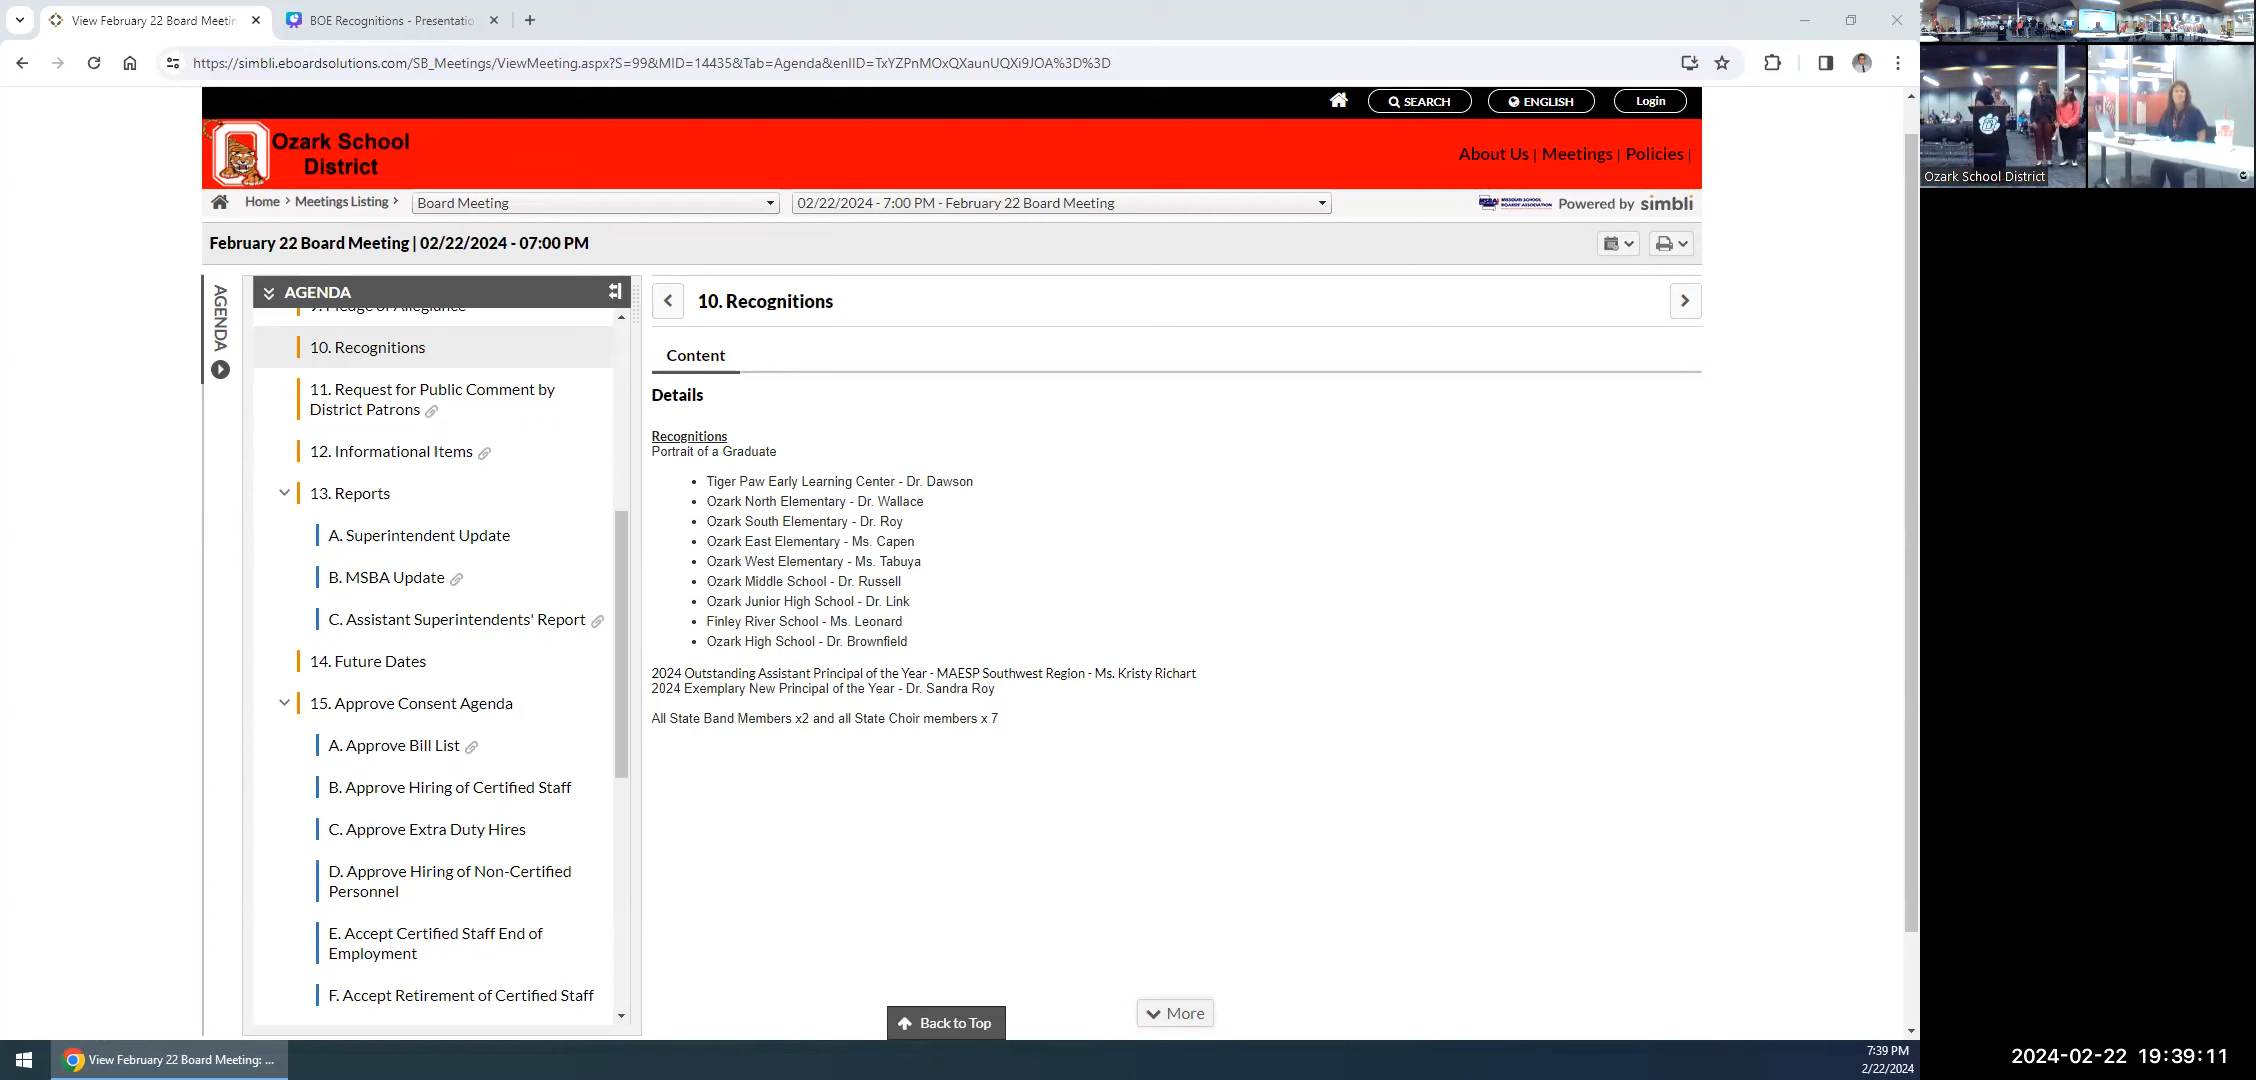 View February 22 Board Meetin
BOE Recognitions - Presentatio
https://simbli.eboardsolutions.com/SB_Meetings/ViewMeeting.aspx?S=99&MID=14435&Tab=Agenda&enIID=TxYZPnMOxQXaunUQXi9JOA%3D%3D
SEARCH
ENGLISH
Login
Ozark School District
About Us | Meetings | Policies |
Home > Meetings Listing >
Board Meeting
02/22/2024 - 7:00 PM - February 22 Board Meeting
Powered by simbli
February 22 Board Meeting | 02/22/2024 - 07:00 PM
AGENDA
AGENDA
9. Pledge of Allegiance
10. Recognitions
11. Request for Public Comment by
District Patrons
12. Informational Items
13. Reports
A. Superintendent Update
B. MSBA Update
C. Assistant Superintendents' Report
14. Future Dates
15. Approve Consent Agenda
A. Approve Bill List
B. Approve Hiring of Certified Staff
C. Approve Extra Duty Hires
D. Approve Hiring of Non-Certified
Personnel
E. Accept Certified Staff End of
Employment
F. Accept Retirement of Certified Staff
10. Recognitions
Content
Details
Recognitions
Portrait of a Graduate
• Tiger Paw Early Learning Center - Dr. Dawson
• Ozark North Elementary - Dr. Wallace
• Ozark South Elementary - Dr. Roy
• Ozark East Elementary - Ms. Capen
• Ozark West Elementary - Ms. Tabuya
• Ozark Middle School - Dr. Russell
• Ozark Junior High School - Dr. Link
• Finley River School - Ms. Leonard
• Ozark High School - Dr. Brownfield
2024 Outstanding Assistant Principal of the Year - MAESP Southwest Region - Ms. Kristy Richart
2024 Exemplary New Principal of the Year - Dr. Sandra Roy
All State Band Members x2 and all State Choir members x 7
Back to Top
More
View February 22 Board Meeting: ...
7:39 PM
2/22/2024
Ozark School District
2024-02-22 19:39:11